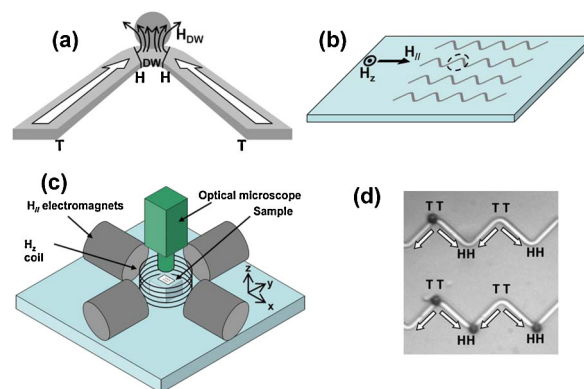 (a)
H_DW
DW
H H
T T
(b)
H_z
H_//
(c)
H_// electromagnets
Optical microscope
Sample
H_z
coil
z
y
x
(d)
TT TT
HH HH
TT TT
HH HH